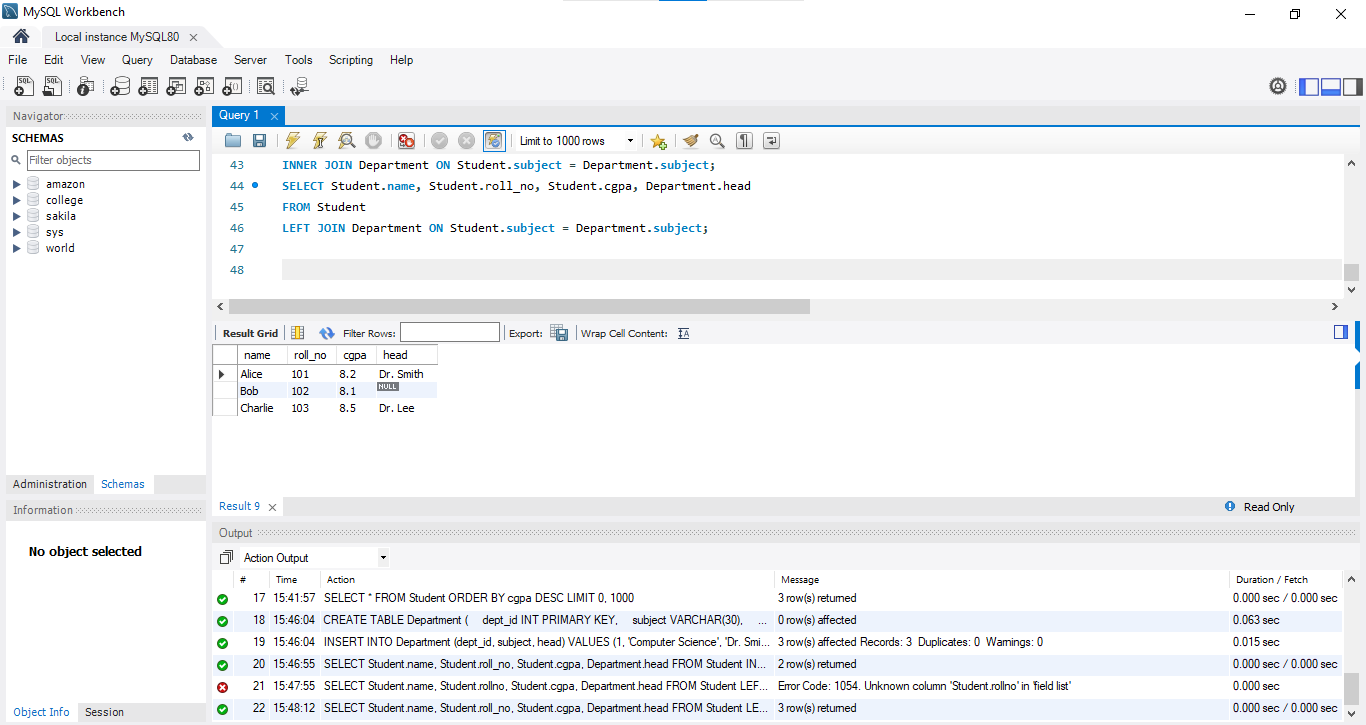 MySQL Workbench
Local instance MySQL80
File Edit View Query Database Server Tools Scripting Help
Navigator
SCHEMAS
Filter objects
amazon
college
sakila
sys
world
Administration Schemas
Information
No object selected
Object Info Session
Query 1
Limit to 1000 rows
43 INNER JOIN Department ON Student.subject = Department.subject;
44 SELECT Student.name, Student.roll_no, Student.cgpa, Department.head
45 FROM Student
46 LEFT JOIN Department ON Student.subject = Department.subject;
47
48
Result Grid Filter Rows: Export: Wrap Cell Content:
name roll_no cgpa head
Alice 101 8.2 Dr. Smith
Bob 102 8.1 NULL
Charlie 103 8.5 Dr. Lee
Result 9 Read Only
Output
Action Output
# Time Action Message Duration / Fetch
17 15:41:57 SELECT * FROM Student ORDER BY cgpa DESC LIMIT 0, 1000 3 row(s) returned 0.000 sec / 0.000 sec
18 15:46:04 CREATE TABLE Department ( dept_id INT PRIMARY KEY, subject VARCHAR(30), ... 0 row(s) affected 0.063 sec
19 15:46:04 INSERT INTO Department (dept_id, subject, head) VALUES (1, 'Computer Science', 'Dr. Smi... 3 row(s) affected Records: 3 Duplicates: 0 Warnings: 0 0.015 sec
20 15:46:55 SELECT Student.name, Student.roll_no, Student.cgpa, Department.head FROM Student IN... 2 row(s) returned 0.000 sec / 0.000 sec
21 15:47:55 SELECT Student.name, Student.rollno, Student.cgpa, Department.head FROM Student LEF... Error Code: 1054. Unknown column 'Student.rollno' in 'field list' 0.000 sec
22 15:48:12 SELECT Student.name, Student.roll_no, Student.cgpa, Department.head FROM Student LE... 3 row(s) returned 0.000 sec / 0.000 sec